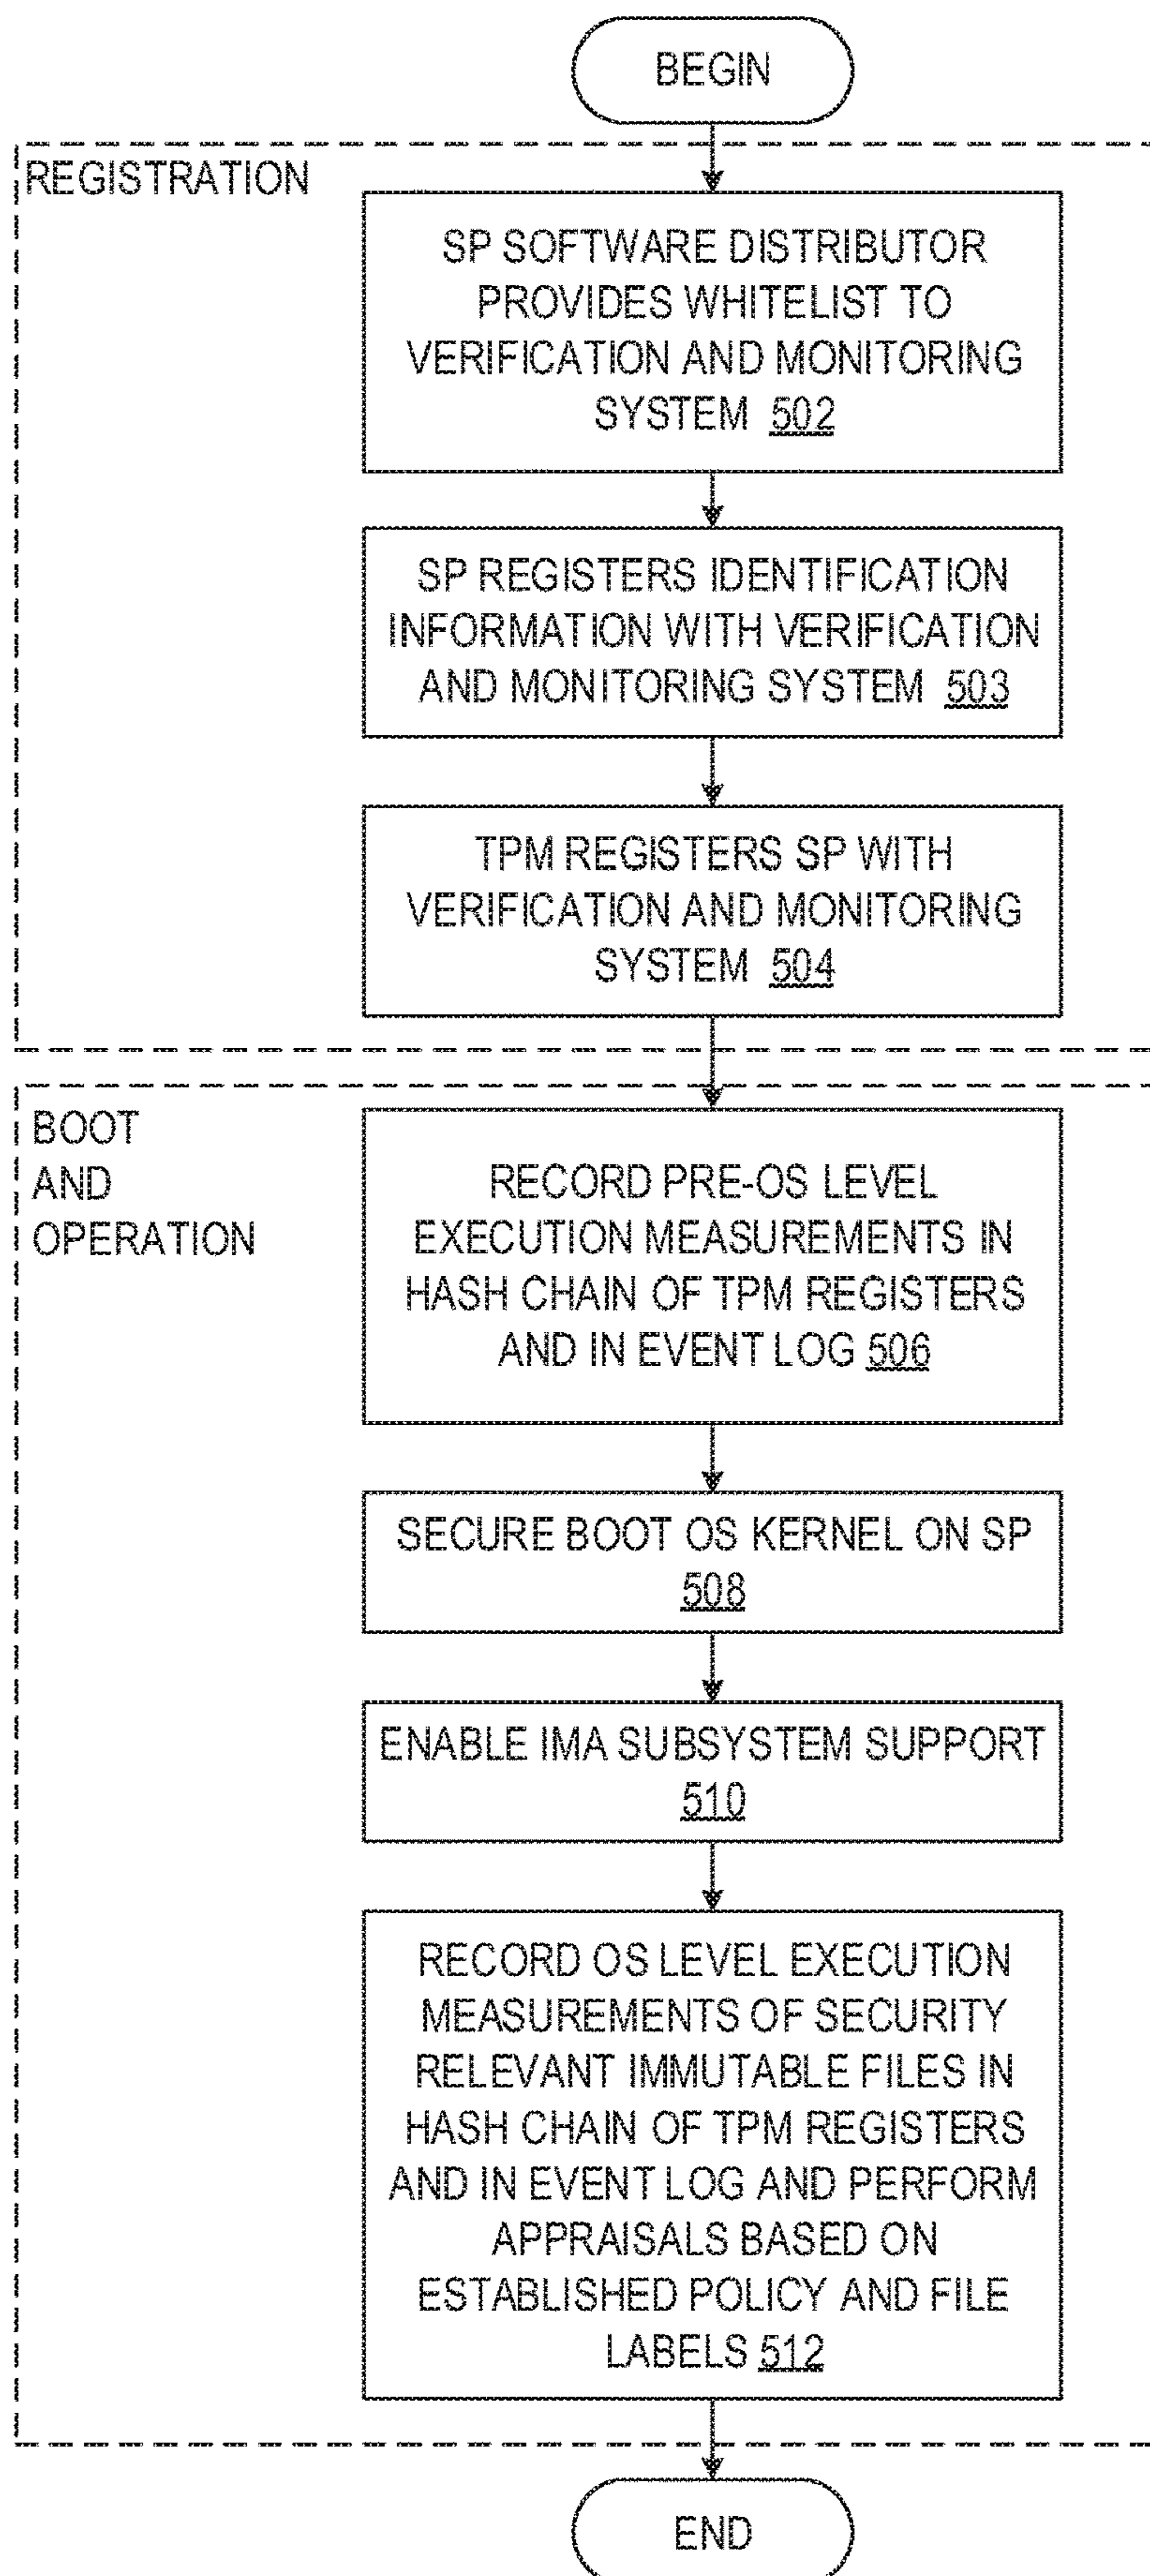 BEGIN
REGISTRATION
SP SOFTWARE DISTRIBUTOR
PROVIDES WHITELIST TO
VERIFICATION AND MONITORING
SYSTEM 502
SP REGISTERS IDENTIFICATION
INFORMATION WITH VERIFICATION
AND MONITORING SYSTEM 503
TPM REGISTERS SP WITH
VERIFICATION AND MONITORING
SYSTEM 504
BOOT
AND
OPERATION
RECORD PRE-OS LEVEL
EXECUTION MEASUREMENTS IN
HASH CHAIN OF TPM REGISTERS
AND IN EVENT LOG 506
SECURE BOOT OS KERNEL ON SP
508
ENABLE IMA SUBSYSTEM SUPPORT
510
RECORD OS LEVEL EXECUTION
MEASUREMENTS OF SECURITY
RELEVANT IMMUTABLE FILES IN
HASH CHAIN OF TPM REGISTERS
AND IN EVENT LOG AND PERFORM
APPRAISALS BASED ON
ESTABLISHED POLICY AND FILE
LABELS 512
END